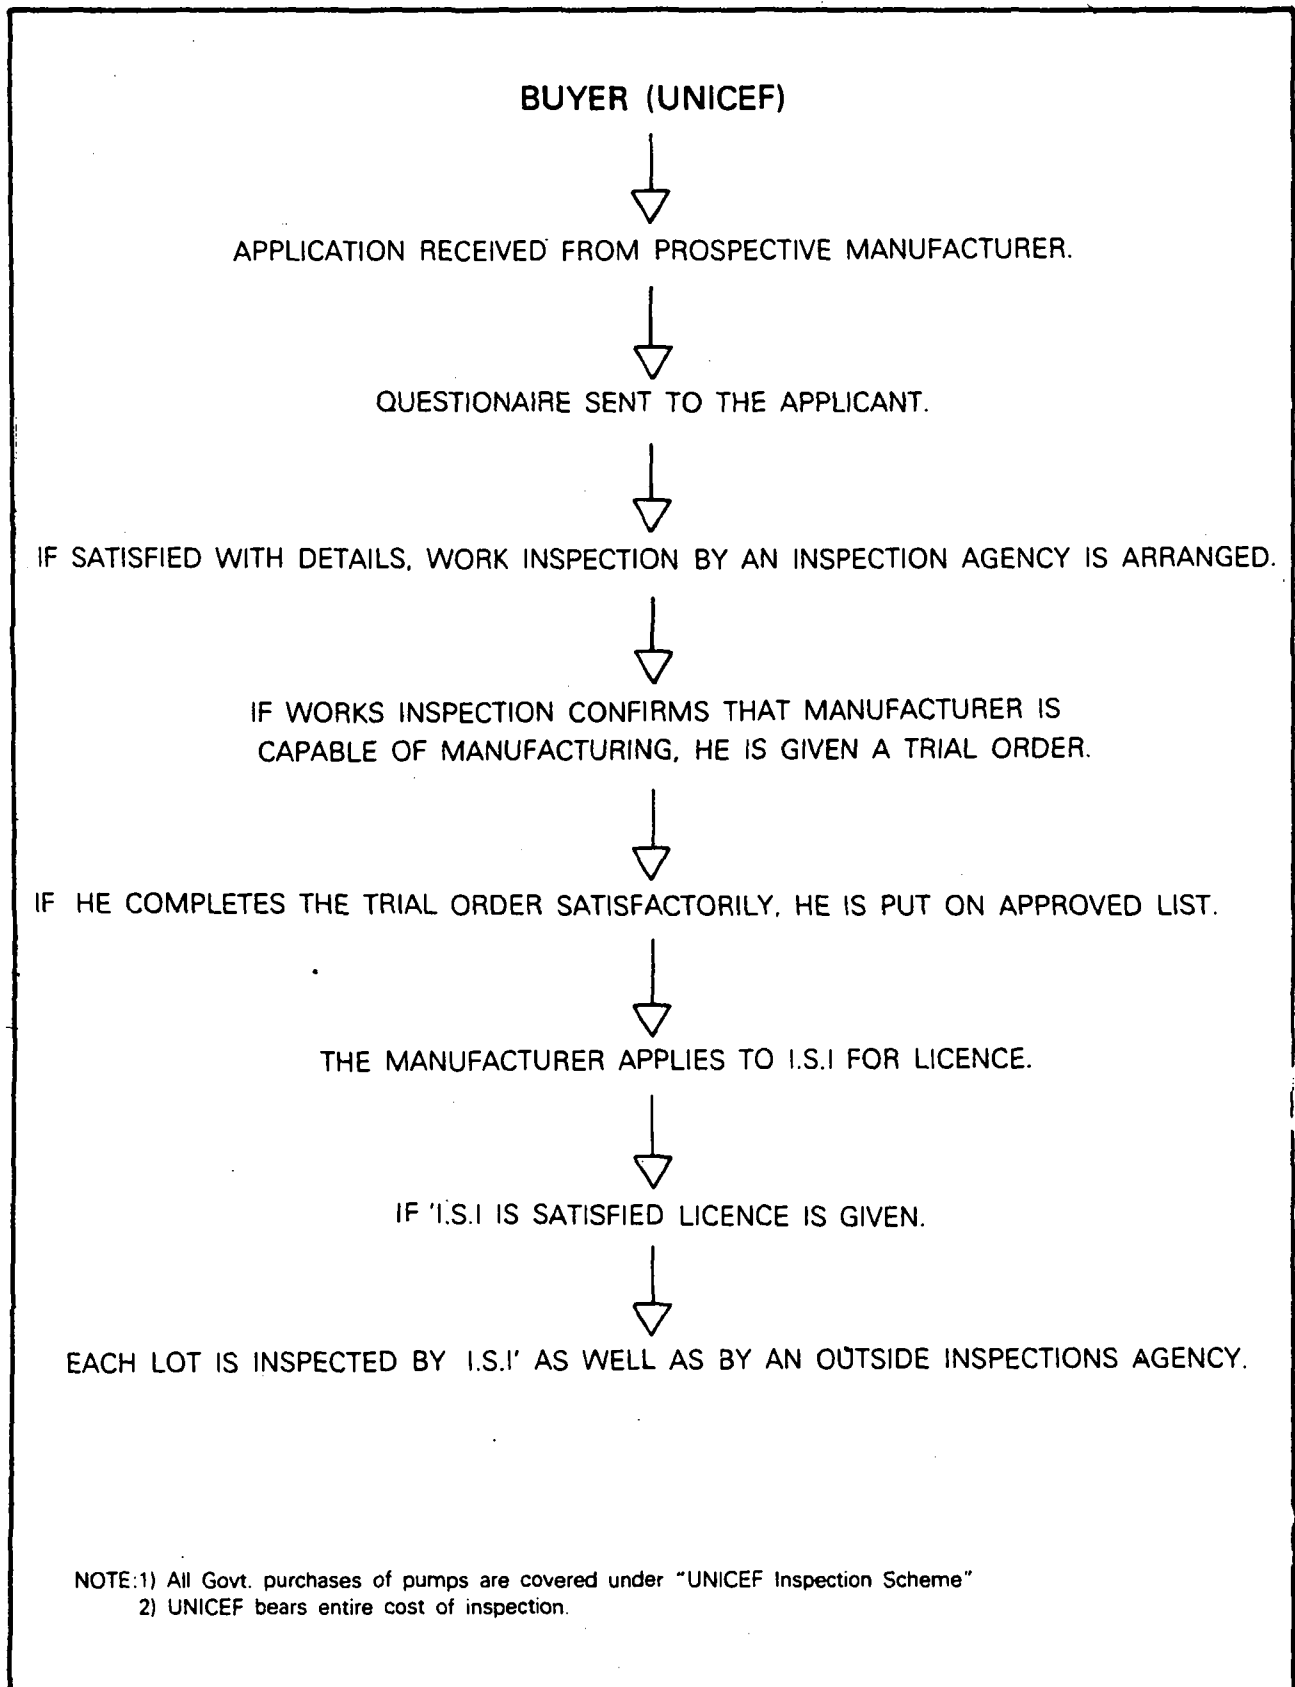 BUYER (UNICEF)
APPLICATION RECEIVED FROM PROSPECTIVE MANUFACTURER.
QUESTIONAIRE SENT TO THE APPLICANT.
IF SATISFIED WITH DETAILS, WORK INSPECTION BY AN INSPECTION AGENCY IS ARRANGED.
IF WORKS INSPECTION CONFIRMS THAT MANUFACTURER IS
CAPABLE OF MANUFACTURING, HE IS GIVEN A TRIAL ORDER.
IF HE COMPLETES THE TRIAL ORDER SATISFACTORILY, HE IS PUT ON APPROVED LIST.
THE MANUFACTURER APPLIES TO I.S.I FOR LICENCE.
IF 'I.S.I IS SATISFIED LICENCE IS GIVEN.
EACH LOT IS INSPECTED BY I.S.I' AS WELL AS BY AN OUTSIDE INSPECTIONS AGENCY.
NOTE:1) All Govt. purchases of pumps are covered under "UNICEF Inspection Scheme"
2) UNICEF bears entire cost of inspection.